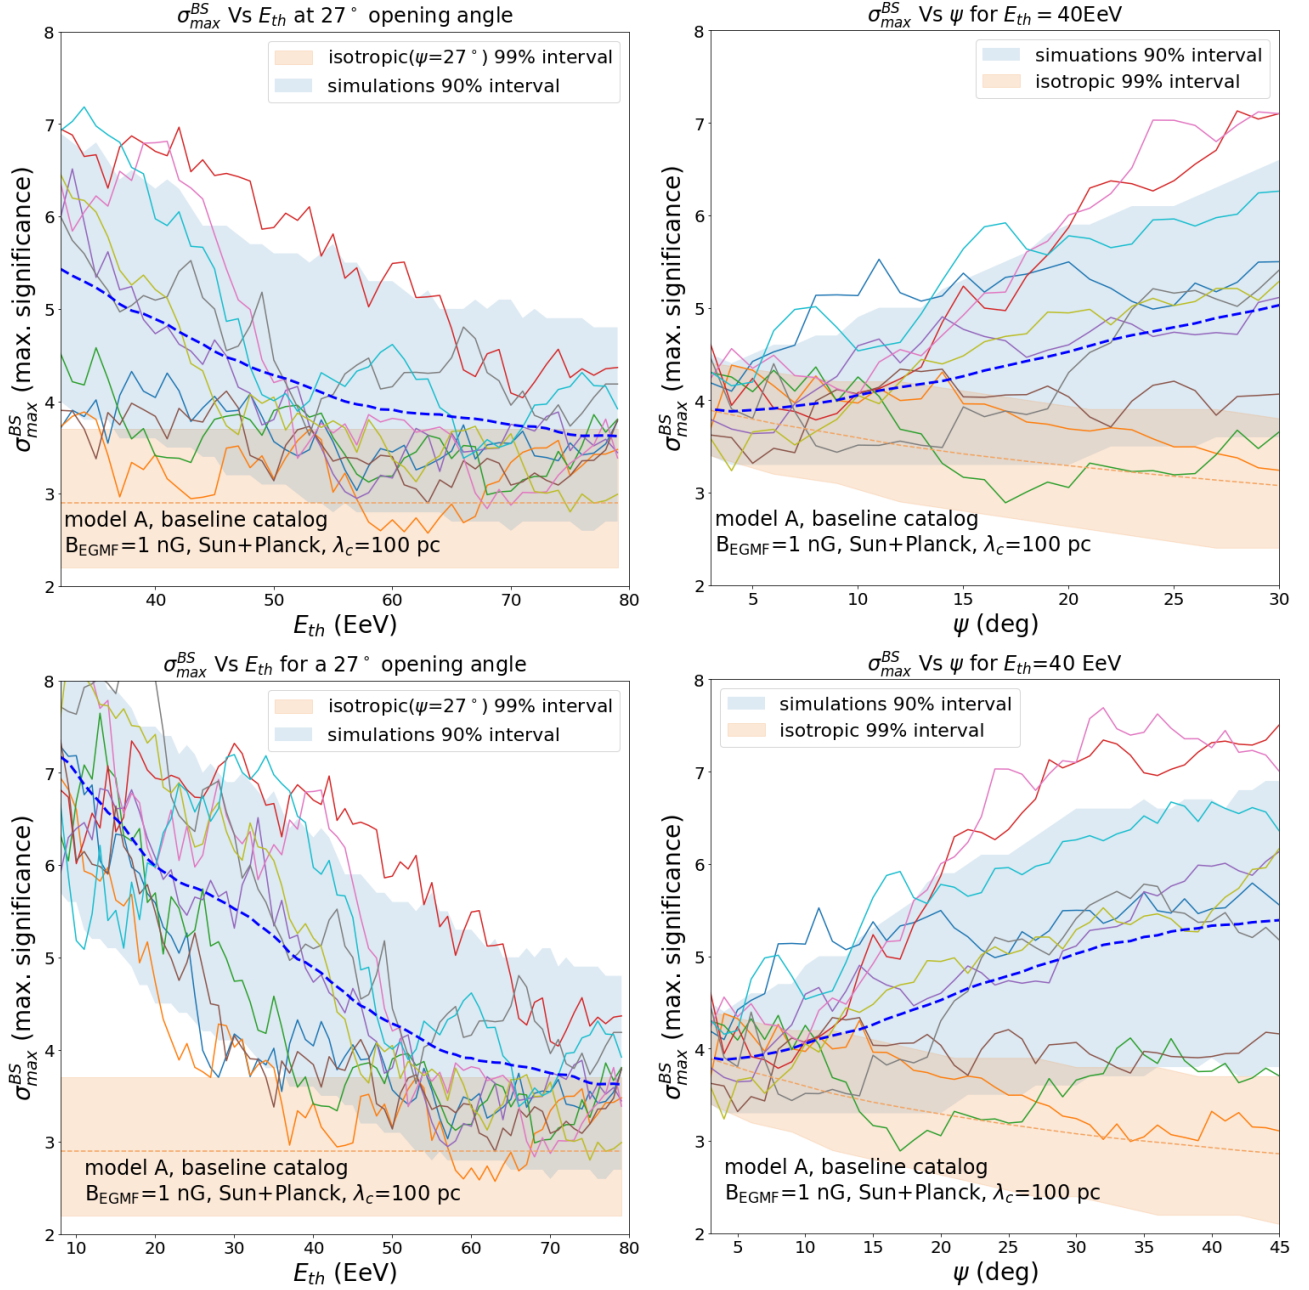 σ_max^BS Vs E_th at 27° opening angle
isotropic(ψ=27°) 99% interval
simulations 90% interval
8
7
6
5
4
3
2
σ_max^BS (max. significance)
model A, baseline catalog
B_EGMF=1 nG, Sun+Planck, λ_c=100 pc
40 50 60 70 80
E_th (EeV)
σ_max^BS Vs ψ for E_th = 40EeV
simuations 90% interval
isotropic 99% interval
8
7
6
5
4
3
2
σ_max^BS (max. significance)
model A, baseline catalog
B_EGMF=1 nG, Sun+Planck, λ_c=100 pc
5 10 15 20 25 30
ψ (deg)
σ_max^BS Vs E_th for a 27° opening angle
isotropic(ψ=27°) 99% interval
simulations 90% interval
8
7
6
5
4
3
2
σ_max^BS (max. significance)
model A, baseline catalog
B_EGMF=1 nG, Sun+Planck, λ_c=100 pc
10 20 30 40 50 60 70 80
E_th (EeV)
σ_max^BS Vs ψ for E_th=40 EeV
simulations 90% interval
isotropic 99% interval
8
7
6
5
4
3
2
σ_max^BS (max. significance)
model A, baseline catalog
B_EGMF=1 nG, Sun+Planck, λ_c=100 pc
5 10 15 20 25 30 35 40 45
ψ (deg)